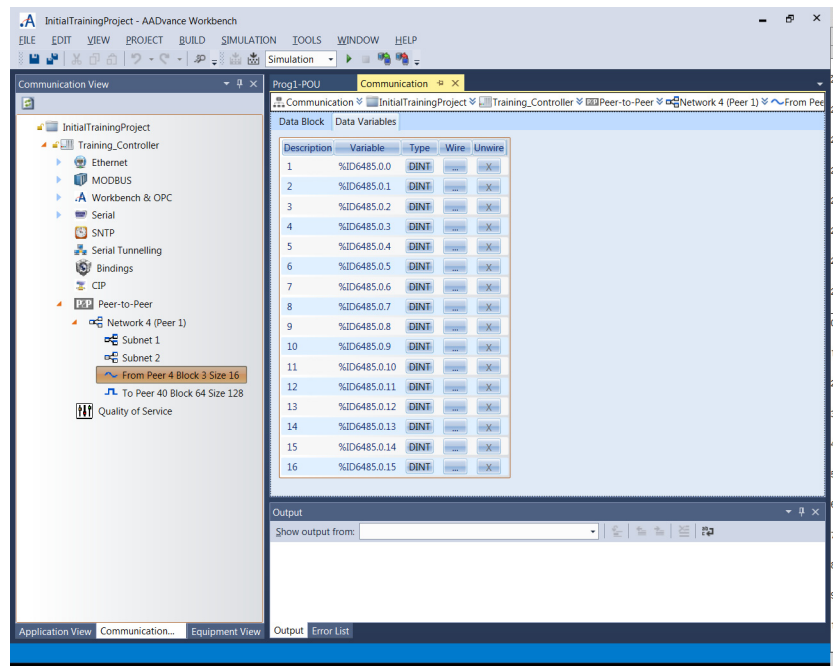 InitialTrainingProject - AADvance Workbench
FILE EDIT VIEW PROJECT BUILD SIMULATION TOOLS WINDOW HELP
Simulation
Communication View
InitialTrainingProject
Training_Controller
Ethernet
MODBUS
Workbench & OPC
Serial
SNTP
Serial Tunnelling
Bindings
CIP
Peer-to-Peer
Network 4 (Peer 1)
Subnet 1
Subnet 2
From Peer 4 Block 3 Size 16
To Peer 40 Block 64 Size 128
Quality of Service
Application View Communication... Equipment View
Prog1-POU Communication
Communication InitialTrainingProject Training_Controller Peer-to-Peer Network 4 (Peer 1) From Pee
Data Block Data Variables
Description Variable Type Wire Unwire
1 %ID6485.0.0 DINT ... X
2 %ID6485.0.1 DINT ... X
3 %ID6485.0.2 DINT ... X
4 %ID6485.0.3 DINT ... X
5 %ID6485.0.4 DINT ... X
6 %ID6485.0.5 DINT ... X
7 %ID6485.0.6 DINT ... X
8 %ID6485.0.7 DINT ... X
9 %ID6485.0.8 DINT ... X
10 %ID6485.0.9 DINT ... X
11 %ID6485.0.10 DINT ... X
12 %ID6485.0.11 DINT ... X
13 %ID6485.0.12 DINT ... X
14 %ID6485.0.13 DINT ... X
15 %ID6485.0.14 DINT ... X
16 %ID6485.0.15 DINT ... X
Output
Show output from:
Output Error List